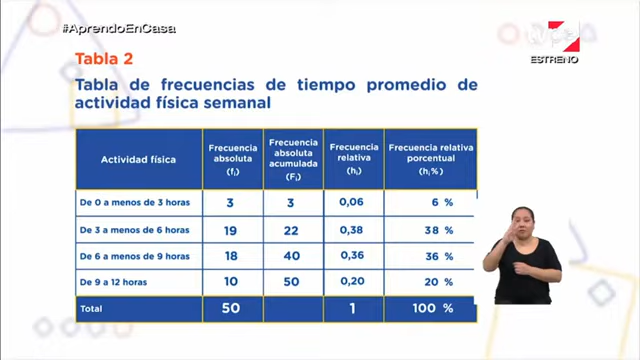 #AprendoEnCasa
ESTRENO
Tabla 2
Tabla de frecuencias de tiempo promedio de
actividad física semanal
Actividad física
Frecuencia
absoluta
(fᵢ)
Frecuencia
absoluta
acumulada
(Fᵢ)
Frecuencia
relativa
(hᵢ)
Frecuencia relativa
porcentual
(hᵢ%)
De 0 a menos de 3 horas 3 3 0,06 6 %
De 3 a menos de 6 horas 19 22 0,38 38 %
De 6 a menos de 9 horas 18 40 0,36 36 %
De 9 a 12 horas 10 50 0,20 20 %
Total 50 1 100 %